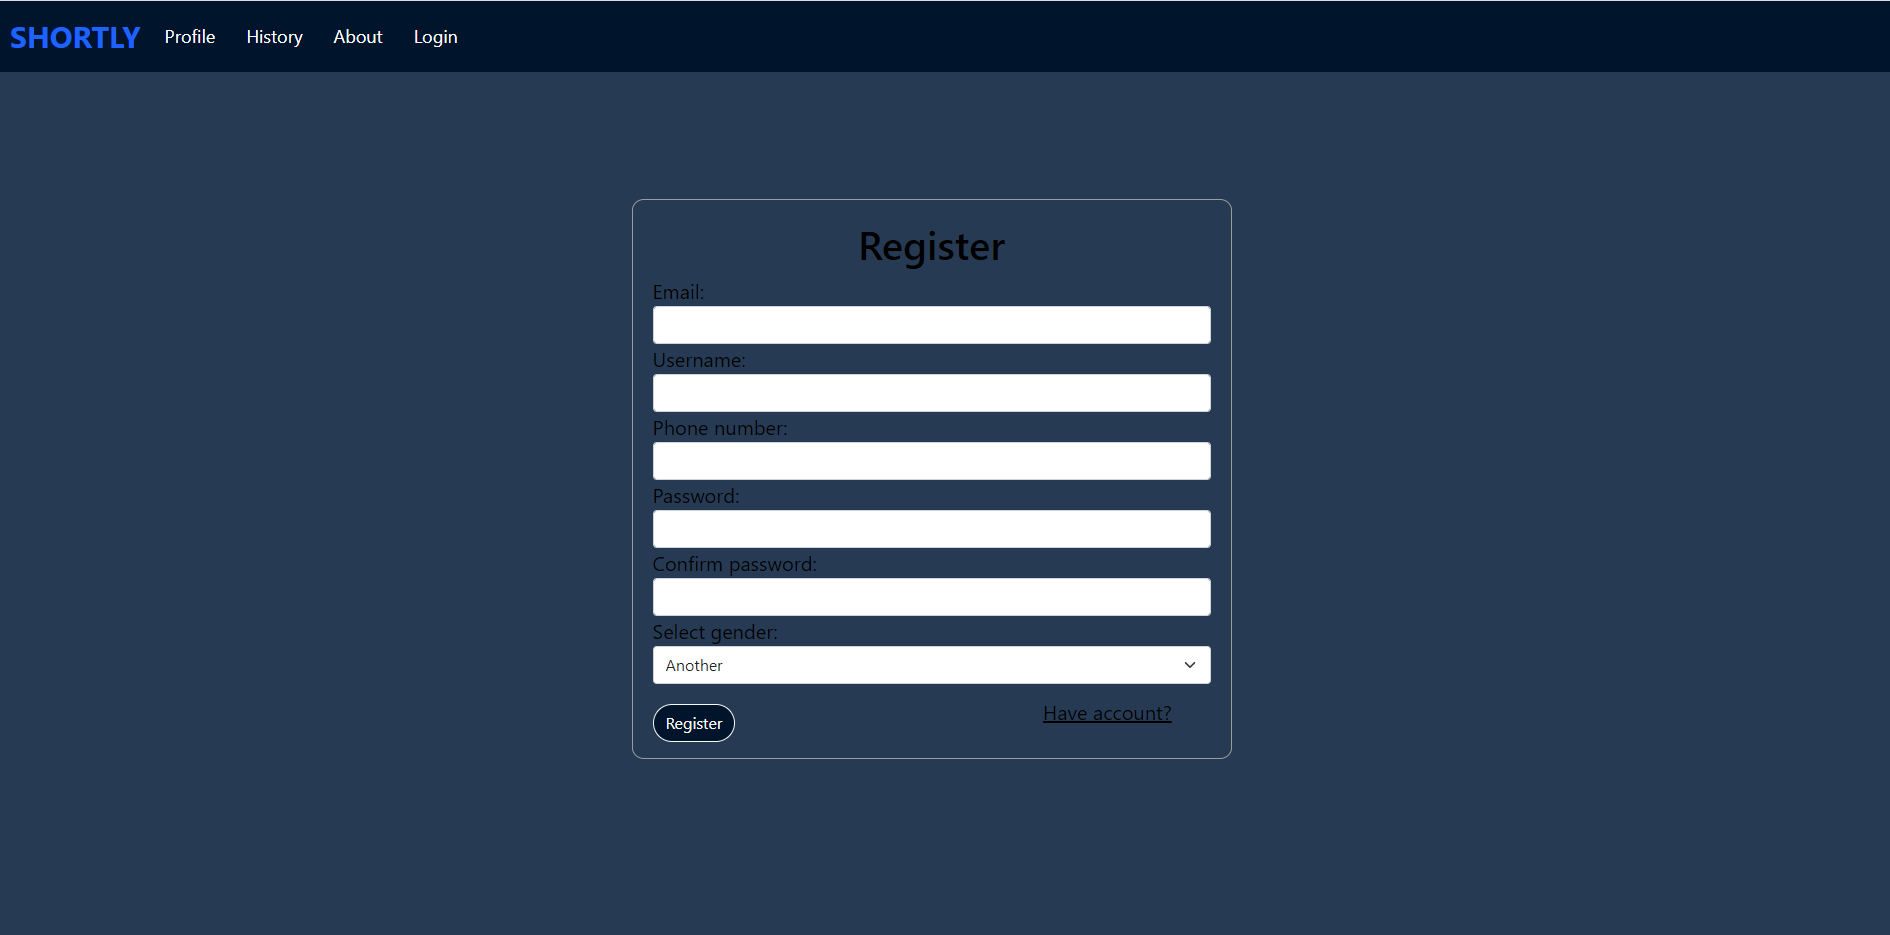 SHORTLY Profile History About Login
Register
Email:
Username:
Phone number:
Password:
Confirm password:
Select gender:
Another
Register Have account?